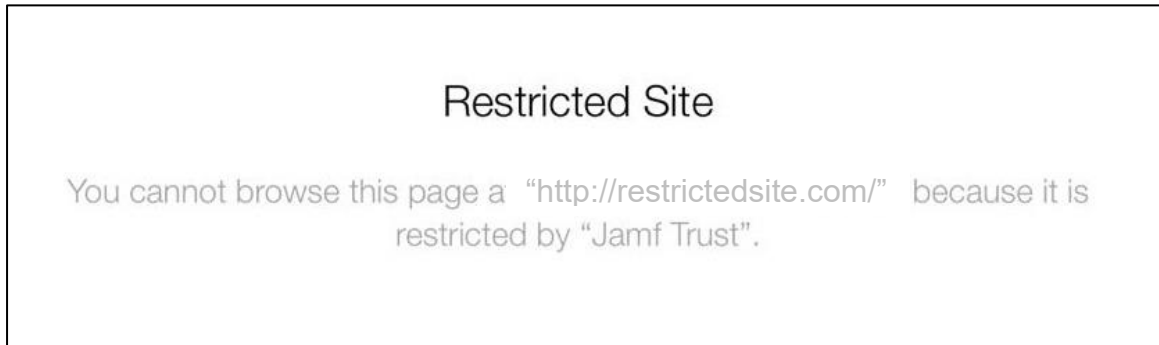 Restricted Site
You cannot browse this page a “http://restrictedsite.com/” because it is
restricted by “Jamf Trust”.